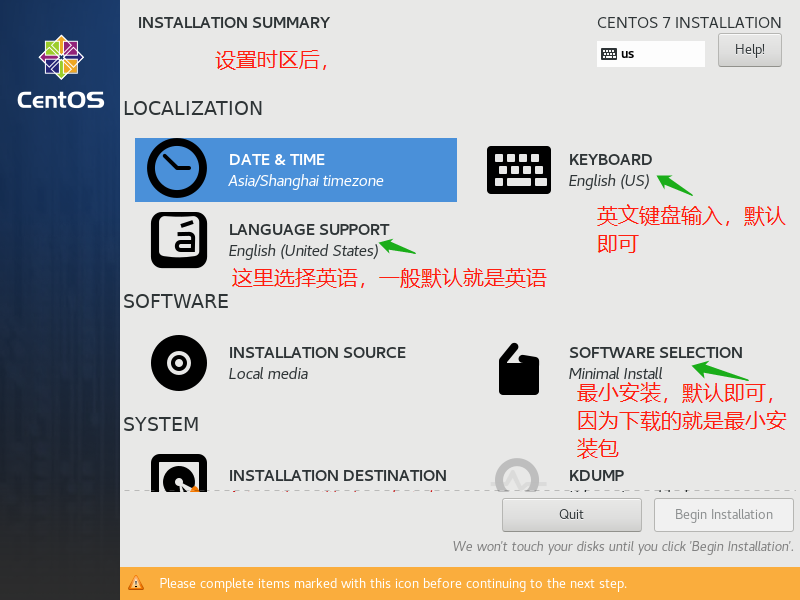 INSTALLATION SUMMARY
CENTOS 7 INSTALLATION
设置时区后，
us
Help!
CentOS
LOCALIZATION
DATE & TIME
Asia/Shanghai timezone
KEYBOARD
English (US)
英文键盘输入，默认
即可
LANGUAGE SUPPORT
English (United States)
这里选择英语，一般默认就是英语
SOFTWARE
INSTALLATION SOURCE
Local media
SOFTWARE SELECTION
Minimal Install
最小安装，默认即可，
因为下载的就是最小安
装包
SYSTEM
INSTALLATION DESTINATION
KDUMP
Quit
Begin Installation
We won't touch your disks until you click 'Begin Installation'.
Please complete items marked with this icon before continuing to the next step.